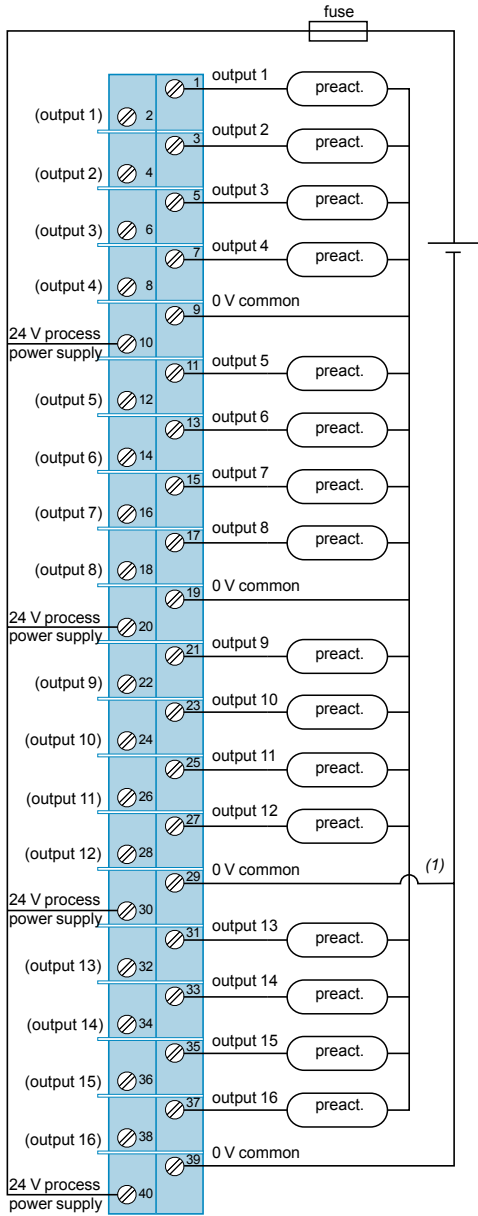 fuse
1 output 1 preact.
(output 1) 2
3 output 2 preact.
(output 2) 4
5 output 3 preact.
(output 3) 6
7 output 4 preact.
(output 4) 8
9 0 V common
24 V process
power supply 10
11 output 5 preact.
(output 5) 12
13 output 6 preact.
(output 6) 14
15 output 7 preact.
(output 7) 16
17 output 8 preact.
(output 8) 18
19 0 V common
24 V process
power supply 20
21 output 9 preact.
(output 9) 22
23 output 10 preact.
(output 10) 24
25 output 11 preact.
(output 11) 26
27 output 12 preact.
(output 12) 28
29 0 V common (1)
24 V process
power supply 30
31 output 13 preact.
(output 13) 32
33 output 14 preact.
(output 14) 34
35 output 15 preact.
(output 15) 36
37 output 16 preact.
(output 16) 38
39 0 V common
24 V process
power supply 40